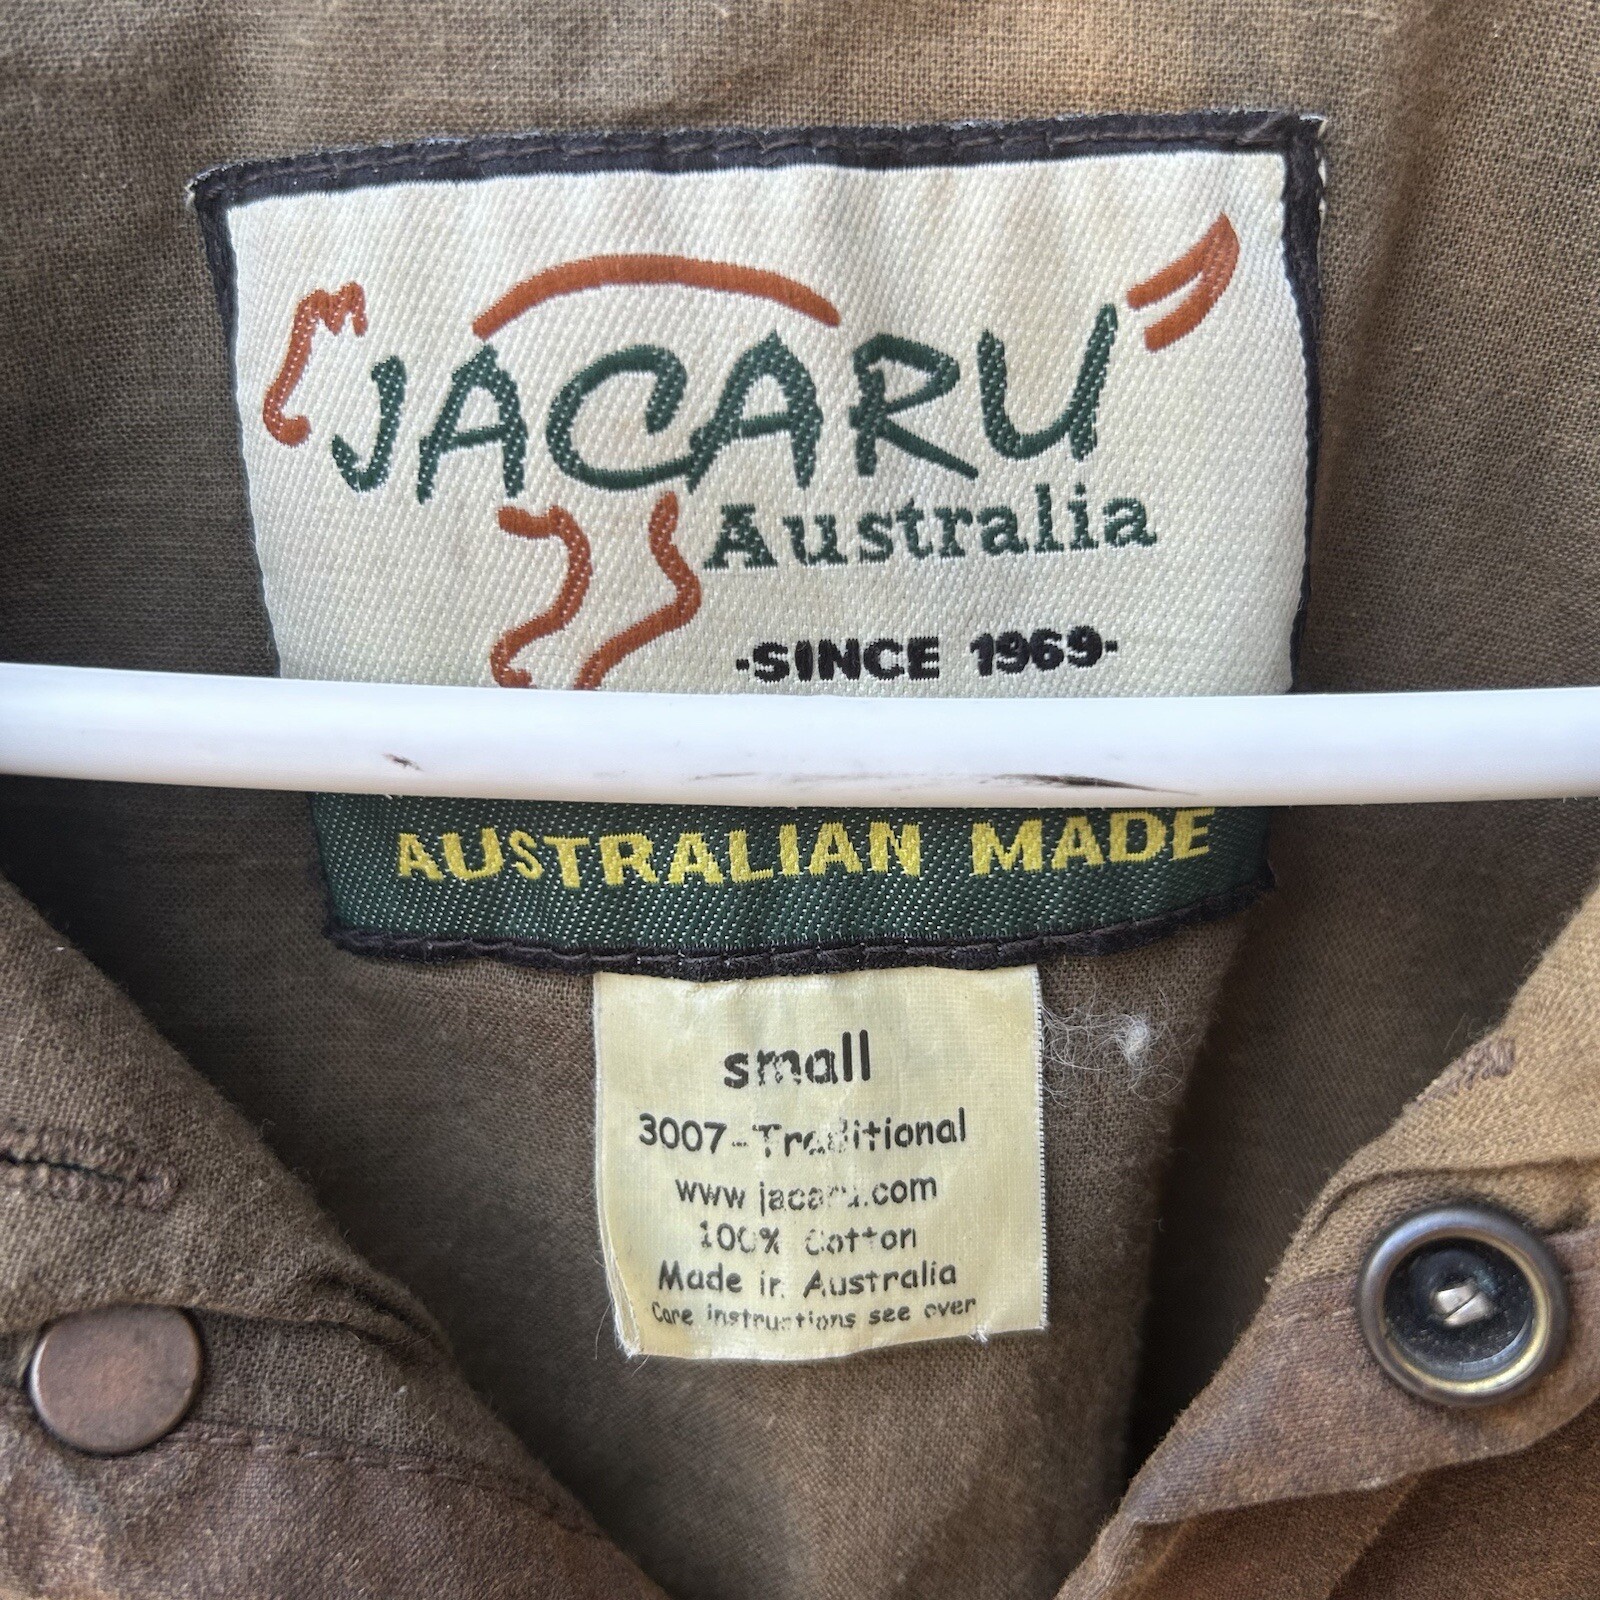 JACARU
Australia
-SINCE 1969-
AUSTRALIAN MADE
small
3007-Traditional
www.jacaru.com
100% Cotton
Made in Australia
Care instructions see over